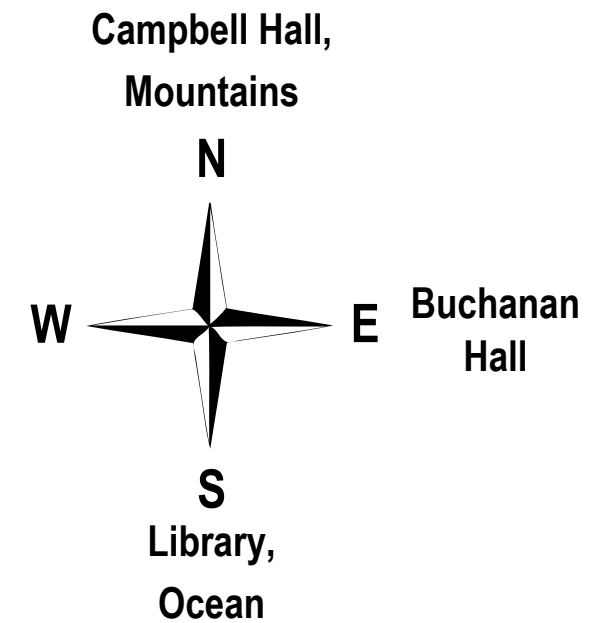 Campbell Hall,
Mountains
N
W
E
Buchanan
Hall
S
Library,
Ocean